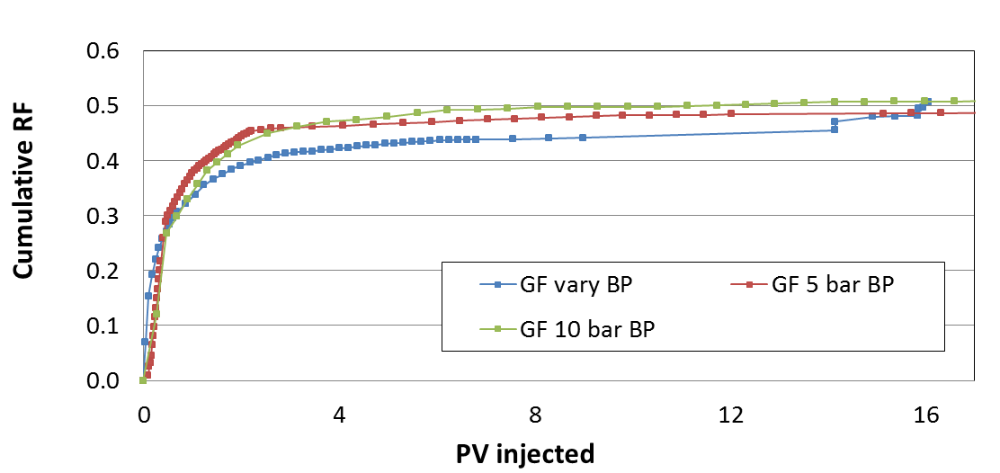 0.6
0.5
0.4
0.3
0.2
0.1
0.0
Cumulative RF
GF vary BP
GF 5 bar BP
GF 10 bar BP
0 4 8 12 16
PV injected